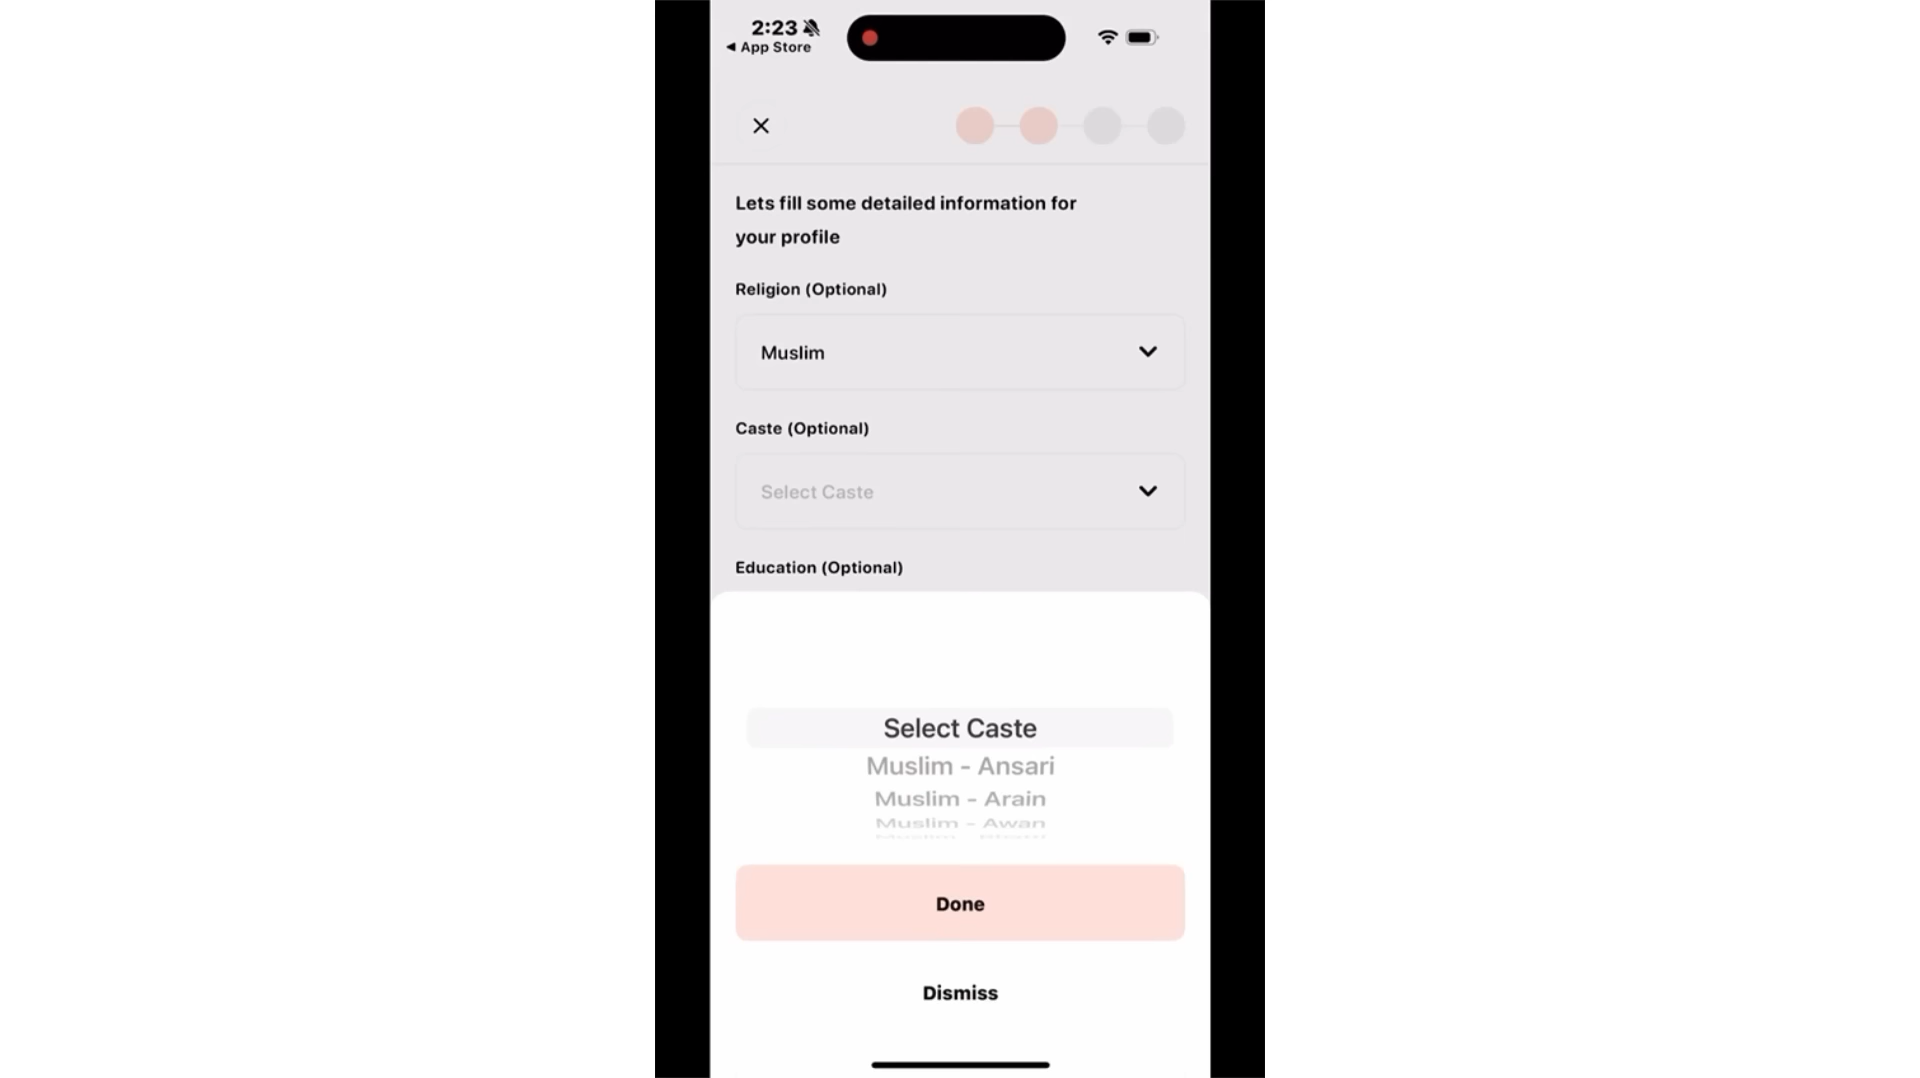 2:23
App Store
Lets fill some detailed information for
your profile
Religion (Optional)
Muslim
Caste (Optional)
Select Caste
Education (Optional)
Select Caste
Muslim - Ansari
Muslim - Arain
Muslim - Awan
Done
Dismiss